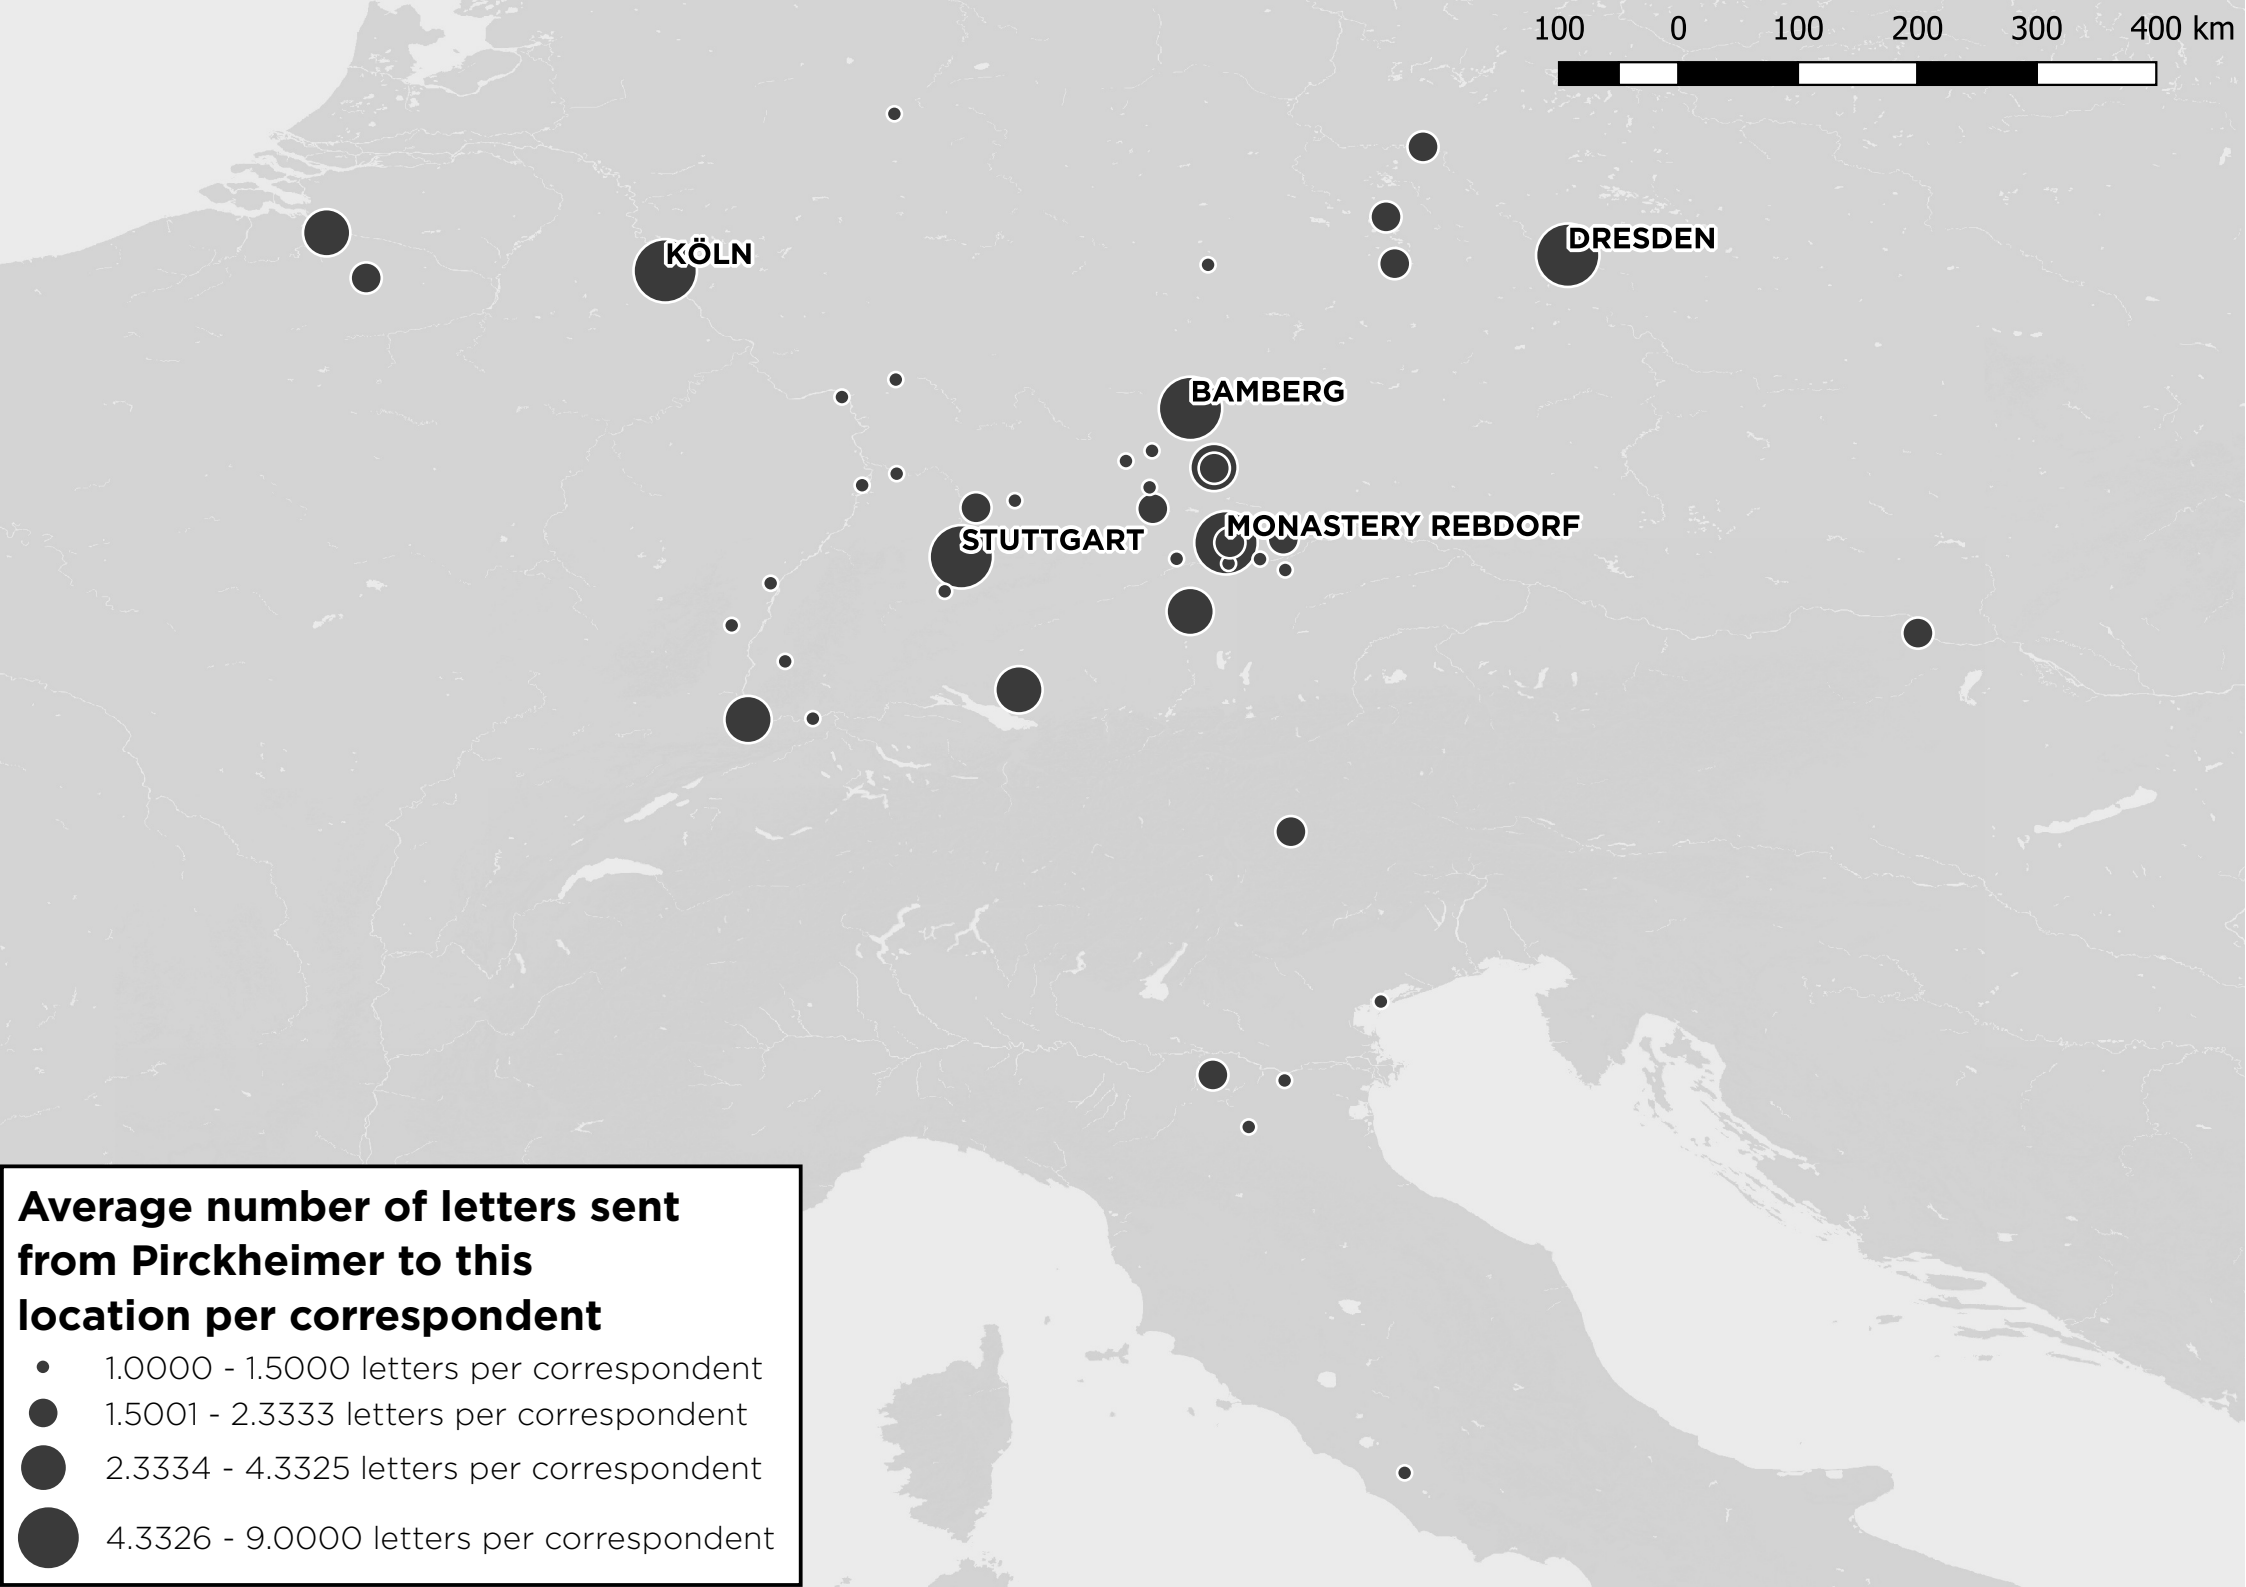 100 0 100 200 300 400 km
KÖLN
DRESDEN
BAMBERG
MONASTERY REBDORF
STUTTGART
Average number of letters sent
from Pirckheimer to this
location per correspondent
1.0000 - 1.5000 letters per correspondent
1.5001 - 2.3333 letters per correspondent
2.3334 - 4.3325 letters per correspondent
4.3326 - 9.0000 letters per correspondent